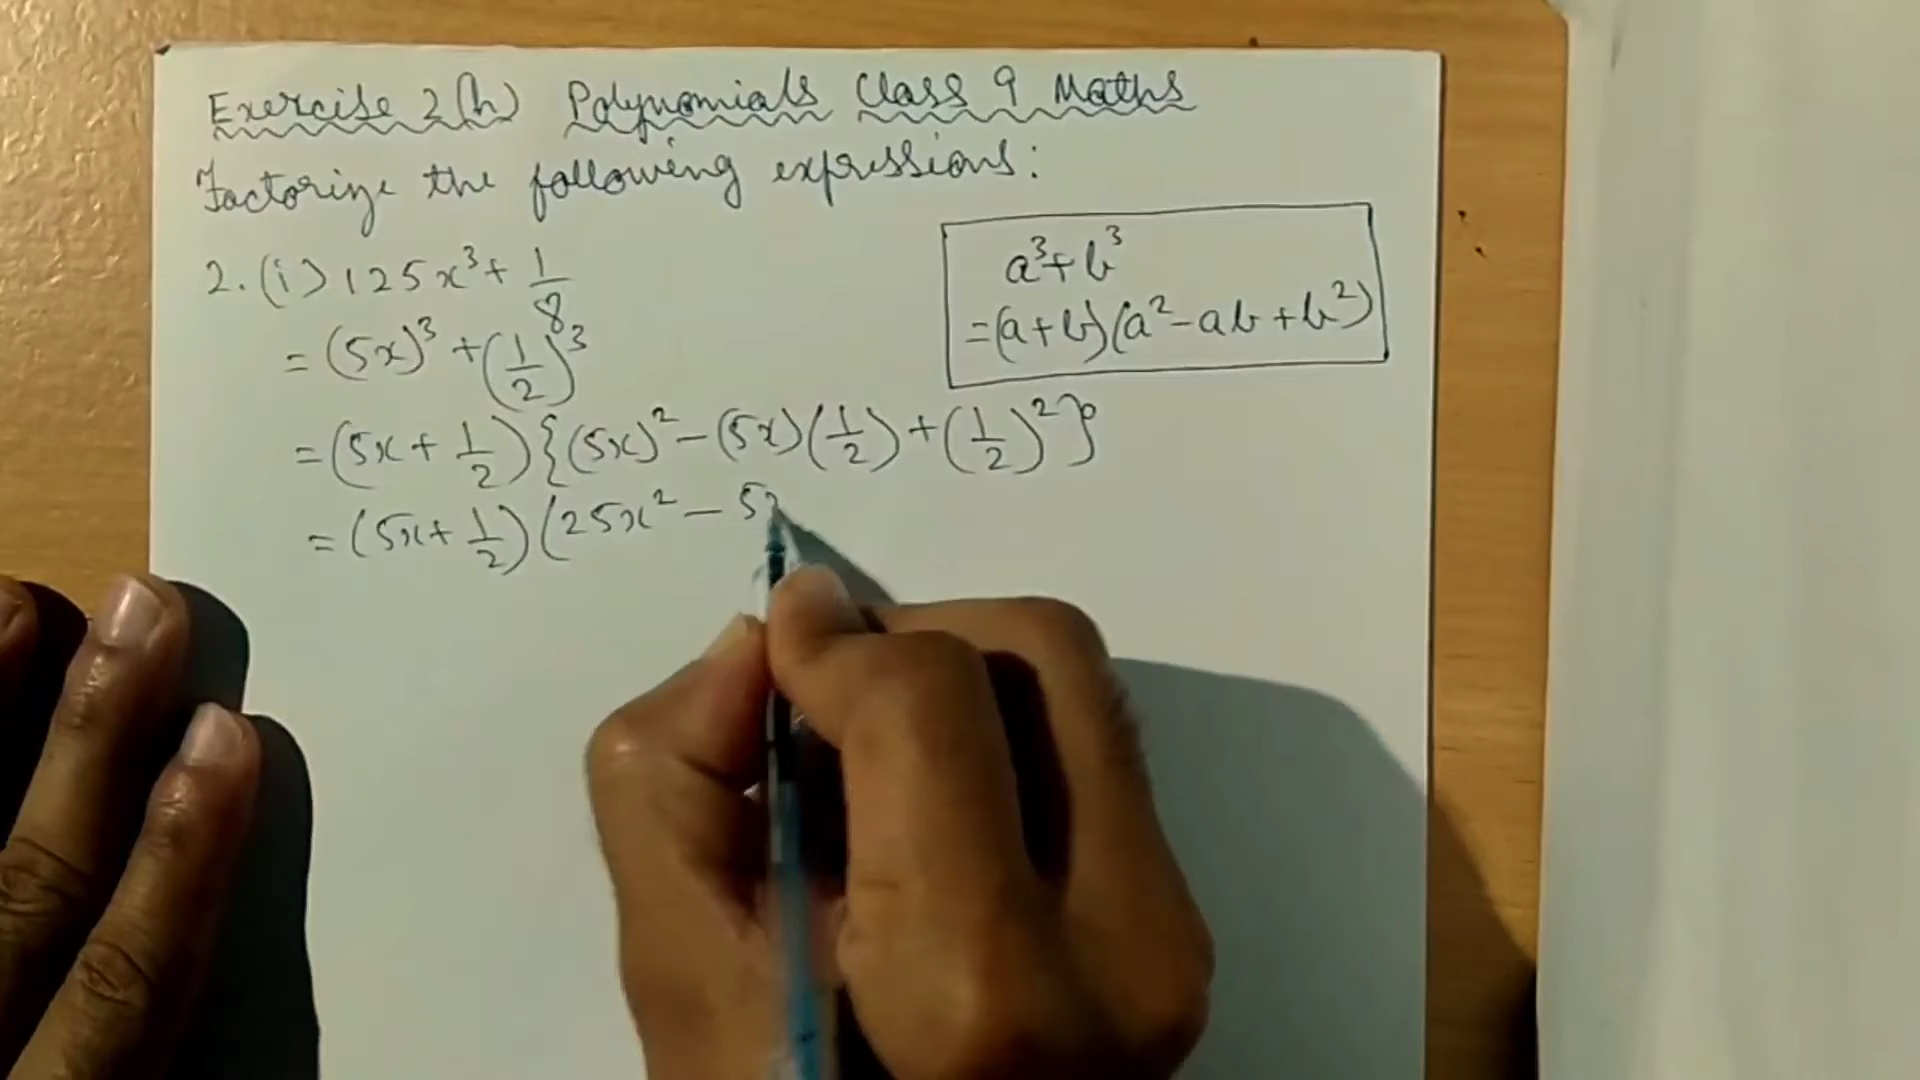 Exercise 2(h) Polynomials Class 9 Maths
Factorize the following expressions:
a³+b³
=(a+b)(a²-ab+b²)
2. (i) 125x³+ 1/8
= (5x)³ +(1/2)³
=(5x+ 1/2){(5x)²-(5x)(1/2)+(1/2)²}
=(5x+ 1/2)(25x² - 5x